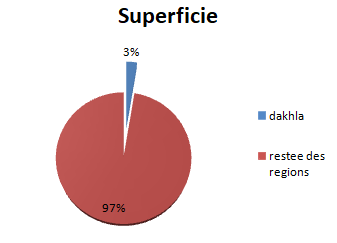 Superficie
3%
dakhla
restee des
regions
97%